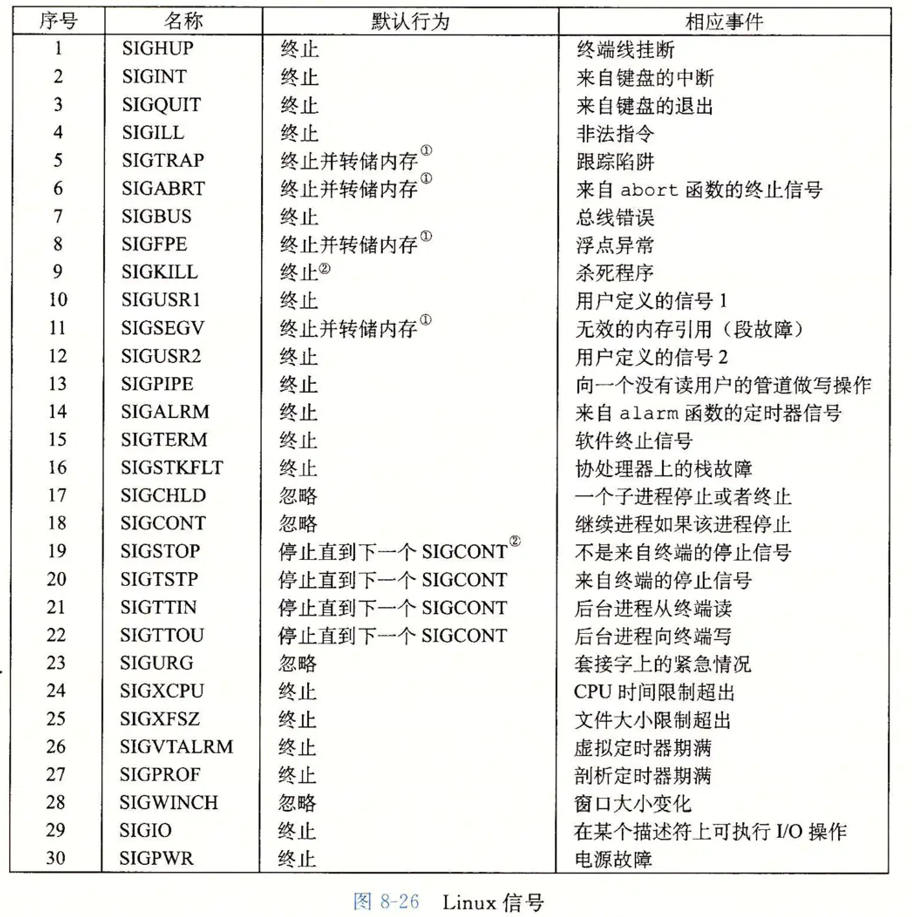 序号 名称 默认行为 相应事件
1 SIGHUP 终止 终端线挂断
2 SIGINT 终止 来自键盘的中断
3 SIGQUIT 终止 来自键盘的退出
4 SIGILL 终止 非法指令
5 SIGTRAP 终止并转储内存① 跟踪陷阱
6 SIGABRT 终止并转储内存① 来自 abort 函数的终止信号
7 SIGBUS 终止 总线错误
8 SIGFPE 终止并转储内存① 浮点异常
9 SIGKILL 终止② 杀死程序
10 SIGUSR1 终止 用户定义的信号 1
11 SIGSEGV 终止并转储内存① 无效的内存引用（段故障）
12 SIGUSR2 终止 用户定义的信号 2
13 SIGPIPE 终止 向一个没有读用户的管道做写操作
14 SIGALRM 终止 来自 alarm 函数的定时器信号
15 SIGTERM 终止 软件终止信号
16 SIGSTKFLT 终止 协处理器上的栈故障
17 SIGCHLD 忽略 一个子进程停止或者终止
18 SIGCONT 忽略 继续进程如果该进程停止
19 SIGSTOP 停止直到下一个 SIGCONT② 不是来自终端的停止信号
20 SIGTSTP 停止直到下一个 SIGCONT 来自终端的停止信号
21 SIGTTIN 停止直到下一个 SIGCONT 后台进程从终端读
22 SIGTTOU 停止直到下一个 SIGCONT 后台进程向终端写
23 SIGURG 忽略 套接字上的紧急情况
24 SIGXCPU 终止 CPU 时间限制超出
25 SIGXFSZ 终止 文件大小限制超出
26 SIGVTALRM 终止 虚拟定时器期满
27 SIGPROF 终止 剖析定时器期满
28 SIGWINCH 忽略 窗口大小变化
29 SIGIO 终止 在某个描述符上可执行 I/O 操作
30 SIGPWR 终止 电源故障
图 8-26 Linux 信号